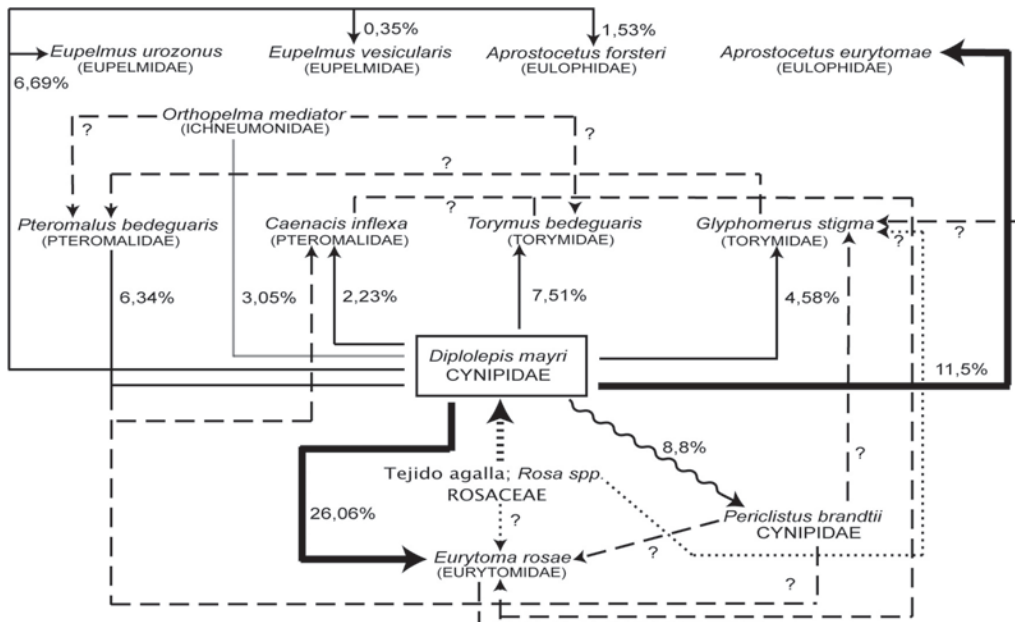 0,35%
1,53%
Eupelmus urozonus
(EUPELMIDAE)
Eupelmus vesicularis
(EUPELMIDAE)
Aprostocetus forsteri
(EULOPHIDAE)
Aprostocetus eurytomae
(EULOPHIDAE)
6,69%
Orthopelma mediator
(ICHNEUMONIDAE)
?
?
?
Pteromalus bedeguaris
(PTEROMALIDAE)
Caenacis inflexa
(PTEROMALIDAE)
?
Torymus bedeguaris
(TORYMIDAE)
Glyphomerus stigma
(TORYMIDAE)
?
?
6,34%
3,05%
2,23%
7,51%
4,58%
Diplolepis mayri
CYNIPIDAE
11,5%
8,8%
Tejido agalla; Rosa spp.
ROSACEAE
?
26,06%
?
Periclistus brandtii
CYNIPIDAE
Eurytoma rosae
(EURYTOMIDAE)
?
?